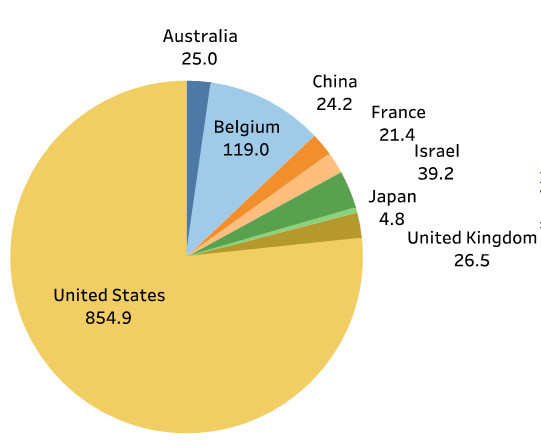 Australia
25.0
China
24.2
France
21.4
Belgium
119.0
Israel
39.2
Japan
4.8
United Kingdom
26.5
United States
854.9